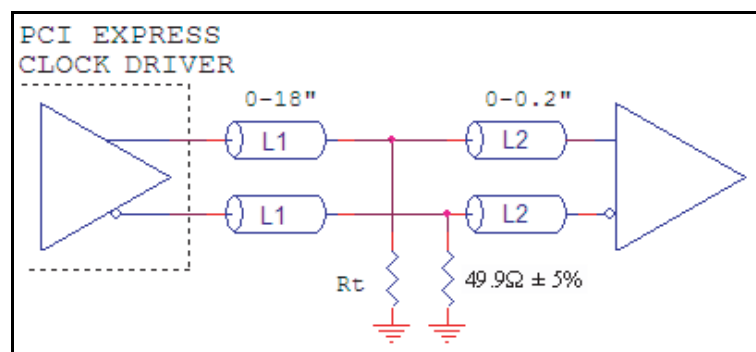 PCI EXPRESS
CLOCK DRIVER
0-18"
0-0.2"
L1
L2
L1
L2
Rt
49.9Ω ± 5%